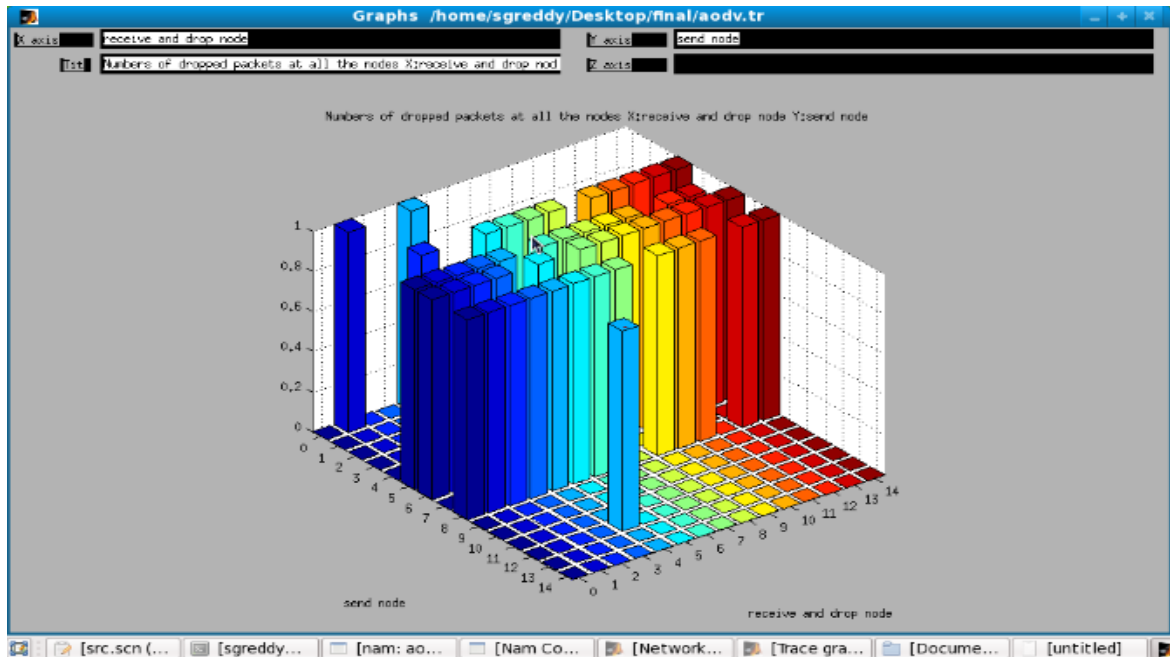 Graphs /home/sgreddy/Desktop/final/aodv.tr
X axis receive and drop node Y axis send node
Tst Numbers of dropped packets at all the nodes X;receive and drop nod Z axis
Numbers of dropped packets at all the nodes X;receive and drop node Y;send node
1
0.8
0.6
0.4
0.2
0
0 1 2 3 4 5 6 7 8 9 10 11 12 13 14
0 1 2 3 4 5 6 7 8 9 10 11 12 13 14
send node
receive and drop node
[src.scn (... [sgreddy... [nam: ao... [Nam Co... [Network... [Trace gra... [Docume... [untitled]